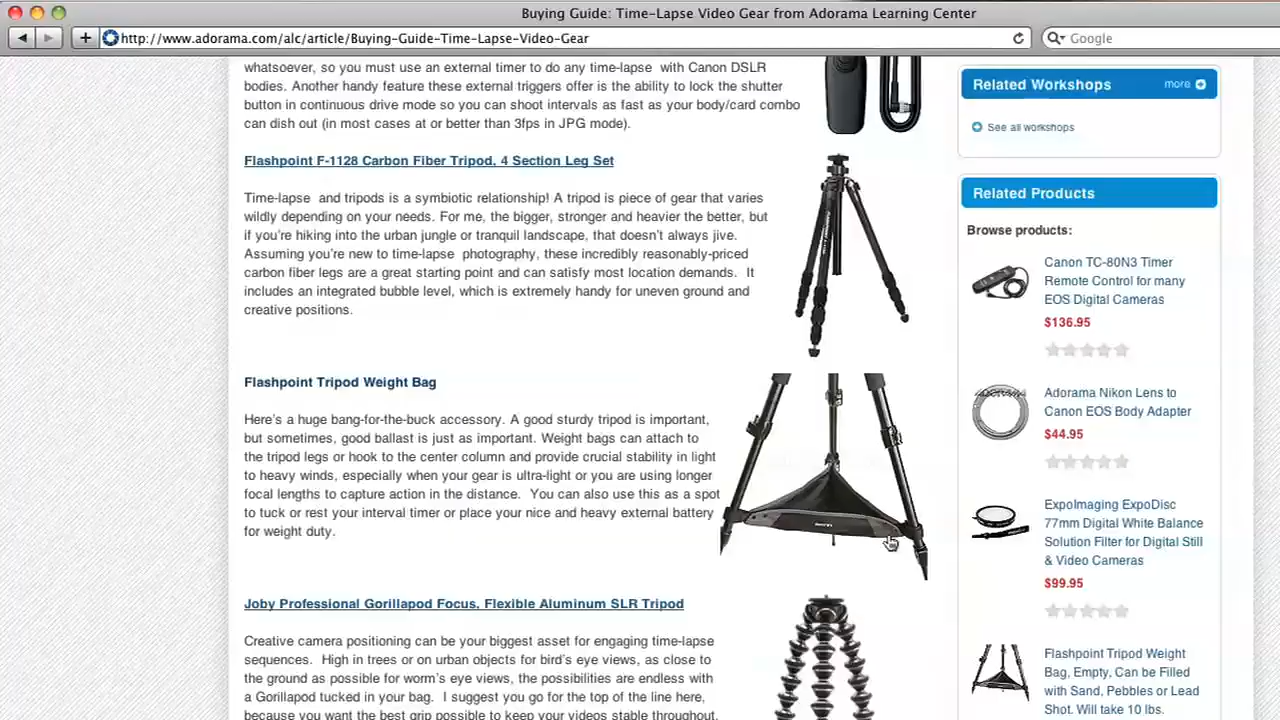 Buying Guide: Time-Lapse Video Gear from Adorama Learning Center
http://www.adorama.com/alc/article/Buying-Guide-Time-Lapse-Video-Gear
Google
whatsoever, so you must use an external timer to do any time-lapse with Canon DSLR
bodies. Another handy feature these external triggers offer is the ability to lock the shutter
button in continuous drive mode so you can shoot intervals as fast as your body/card combo
can dish out (in most cases at or better than 3fps in JPG mode).
Flashpoint F-1128 Carbon Fiber Tripod, 4 Section Leg Set
Time-lapse and tripods is a symbiotic relationship! A tripod is piece of gear that varies
wildly depending on your needs. For me, the bigger, stronger and heavier the better, but
if you're hiking into the urban jungle or tranquil landscape, that doesn't always jive.
Assuming you're new to time-lapse photography, these incredibly reasonably-priced
carbon fiber legs are a great starting point and can satisfy most location demands. It
includes an integrated bubble level, which is extremely handy for uneven ground and
creative positions.
Flashpoint Tripod Weight Bag
Here's a huge bang-for-the-buck accessory. A good sturdy tripod is important,
but sometimes, good ballast is just as important. Weight bags can attach to
the tripod legs or hook to the center column and provide crucial stability in light
to heavy winds, especially when your gear is ultra-light or you are using longer
focal lengths to capture action in the distance. You can also use this as a spot
to tuck or rest your interval timer or place your nice and heavy external battery
for weight duty.
Joby Professional Gorillapod Focus, Flexible Aluminum SLR Tripod
Creative camera positioning can be your biggest asset for engaging time-lapse
sequences. High in trees or on urban objects for bird's eye views, as close to
the ground as possible for worm's eye views, the possibilities are endless with
a Gorillapod tucked in your bag. I suggest you go for the top of the line here,
because you want the best grip possible to keep your videos stable throughout.
Related Workshops
more
See all workshops
Related Products
Browse products:
Canon TC-80N3 Timer
Remote Control for many
EOS Digital Cameras
$136.95
ADORAMA
Adorama Nikon Lens to
Canon EOS Body Adapter
$44.95
ExpoImaging ExpoDisc
77mm Digital White Balance
Solution Filter for Digital Still
& Video Cameras
$99.95
Flashpoint Tripod Weight
Bag, Empty, Can be Filled
with Sand, Pebbles or Lead
Shot. Will take 10 lbs.